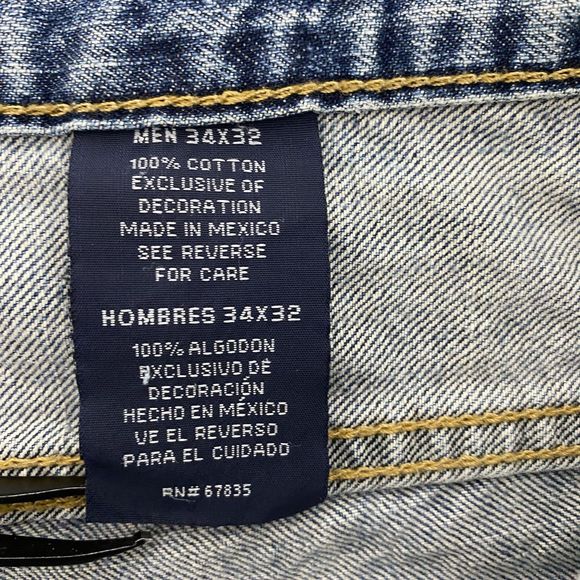 MEN 34X32
100% COTTON
EXCLUSIVE OF
DECORATION
MADE IN MEXICO
SEE REVERSE
FOR CARE
HOMBRES 34X32
100% ALGODON
EXCLUSIVO DE
DECORACIÓN
HECHO EN MÉXICO
VE EL REVERSO
PARA EL CUIDADO
RN# 67835